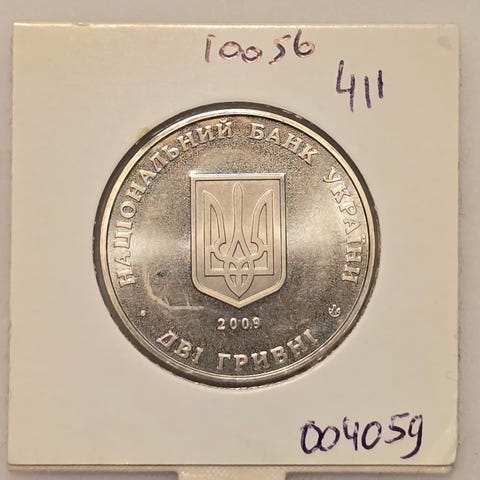 10056
411
НАЦІОНАЛЬНИЙ БАНК УКРАЇНИ
2009
ДВІ ГРИВНІ
004059